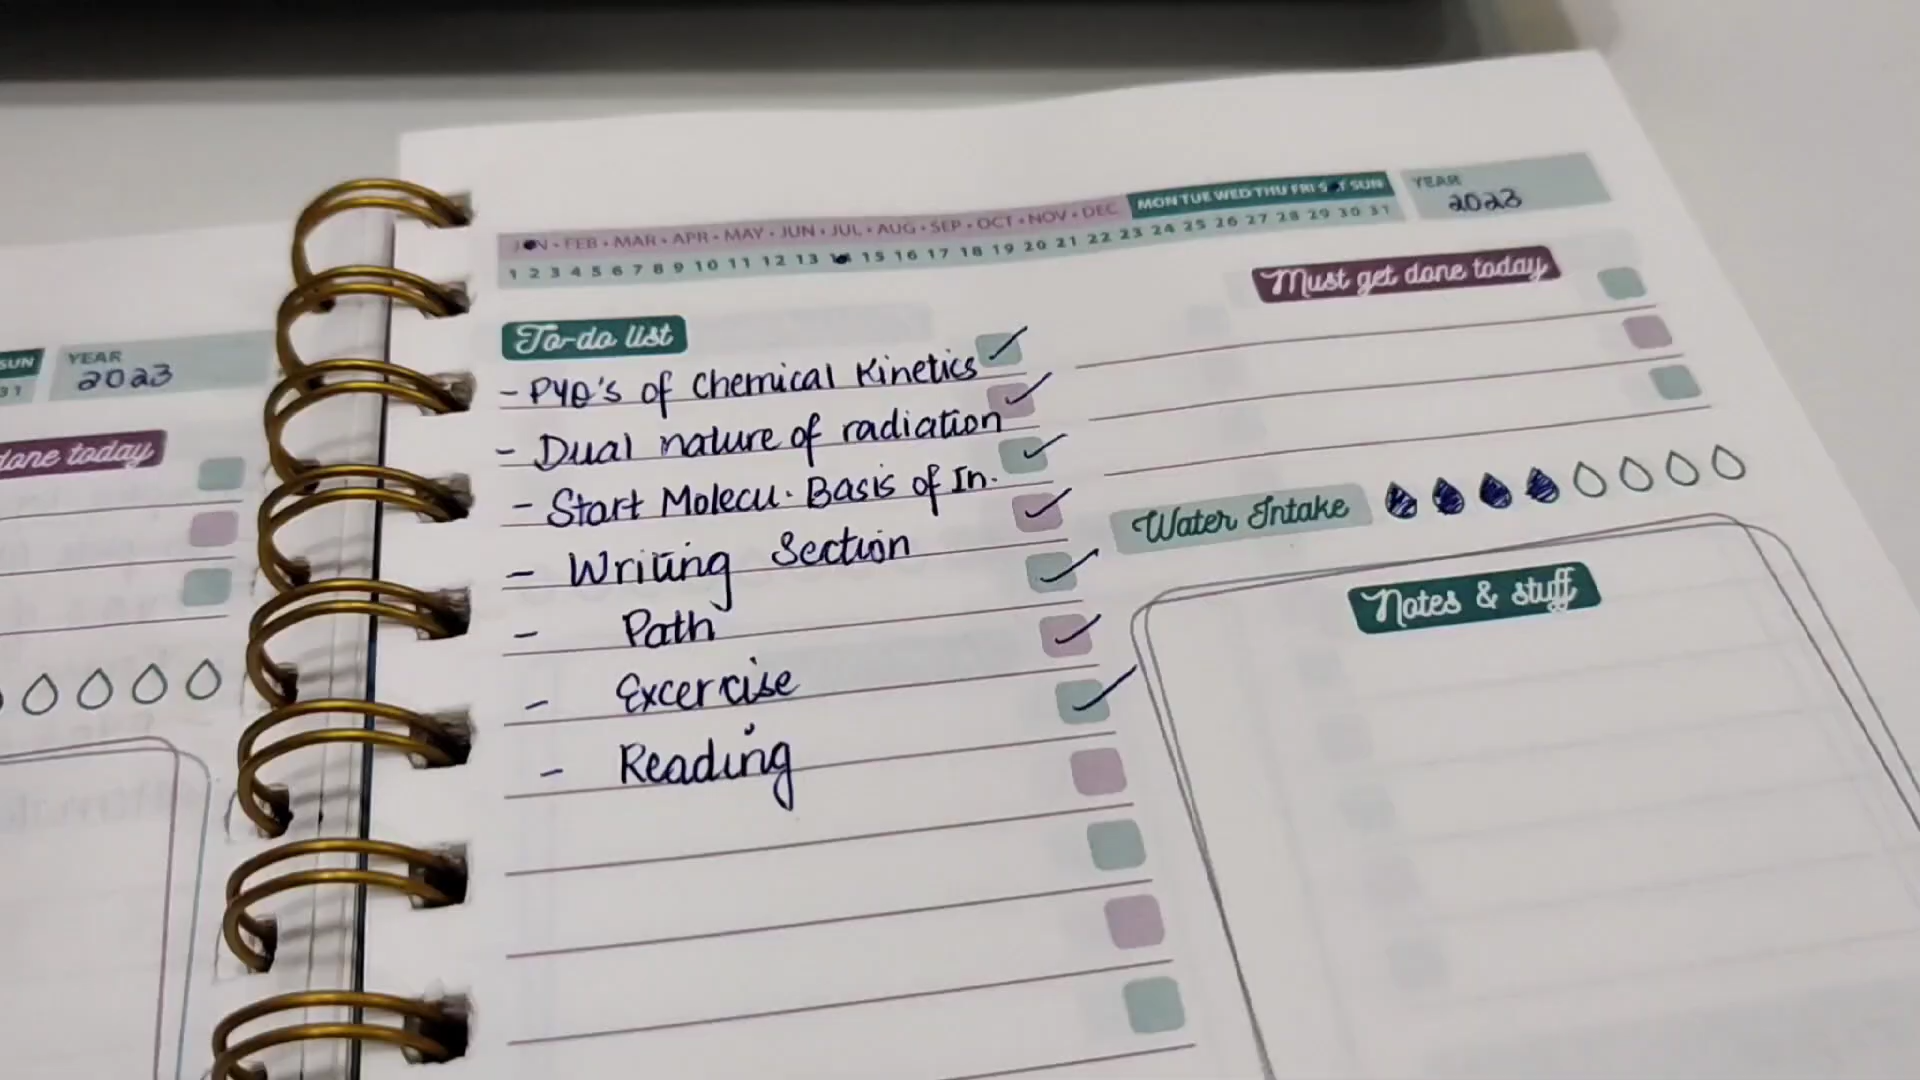 SUN
YEAR
31
2023
done today
JAN • FEB • MAR • APR • MAY • JUN • JUL • AUG • SEP • OCT • NOV • DEC
MON TUE WED THU FRI SAT SUN
YEAR
2023
1 2 3 4 5 6 7 8 9 10 11 12 13 14 15 16 17 18 19 20 21 22 23 24 25 26 27 28 29 30 31
To-do list
- PYQ's of Chemical Kinetics
- Dual nature of radiation
- Start Molecu. Basis of In.
- Writing Section
- Path
- Excercise
- Reading
Must get done today
Water Intake
Notes & stuff